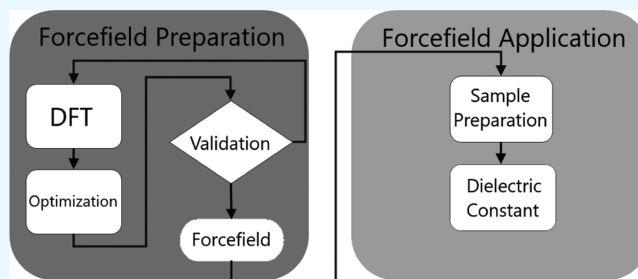 Forcefield Preparation
DFT
Optimization
Validation
Forcefield
Forcefield Application
Sample
Preparation
Dielectric
Constant